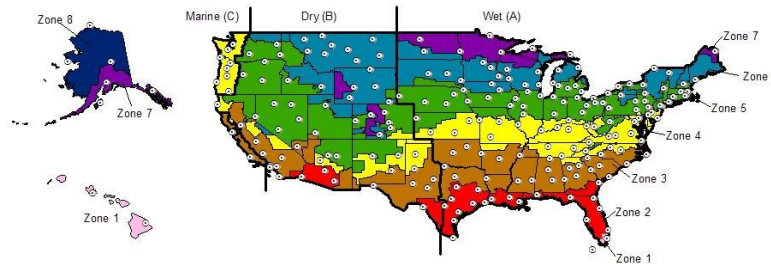 Marine (C)
Dry (B)
Wet (A)
Zone 8
Zone 7
Zone 7
Zone
Zone 5
Zone 4
Zone 3
Zone 1
Zone 2
Zone 1